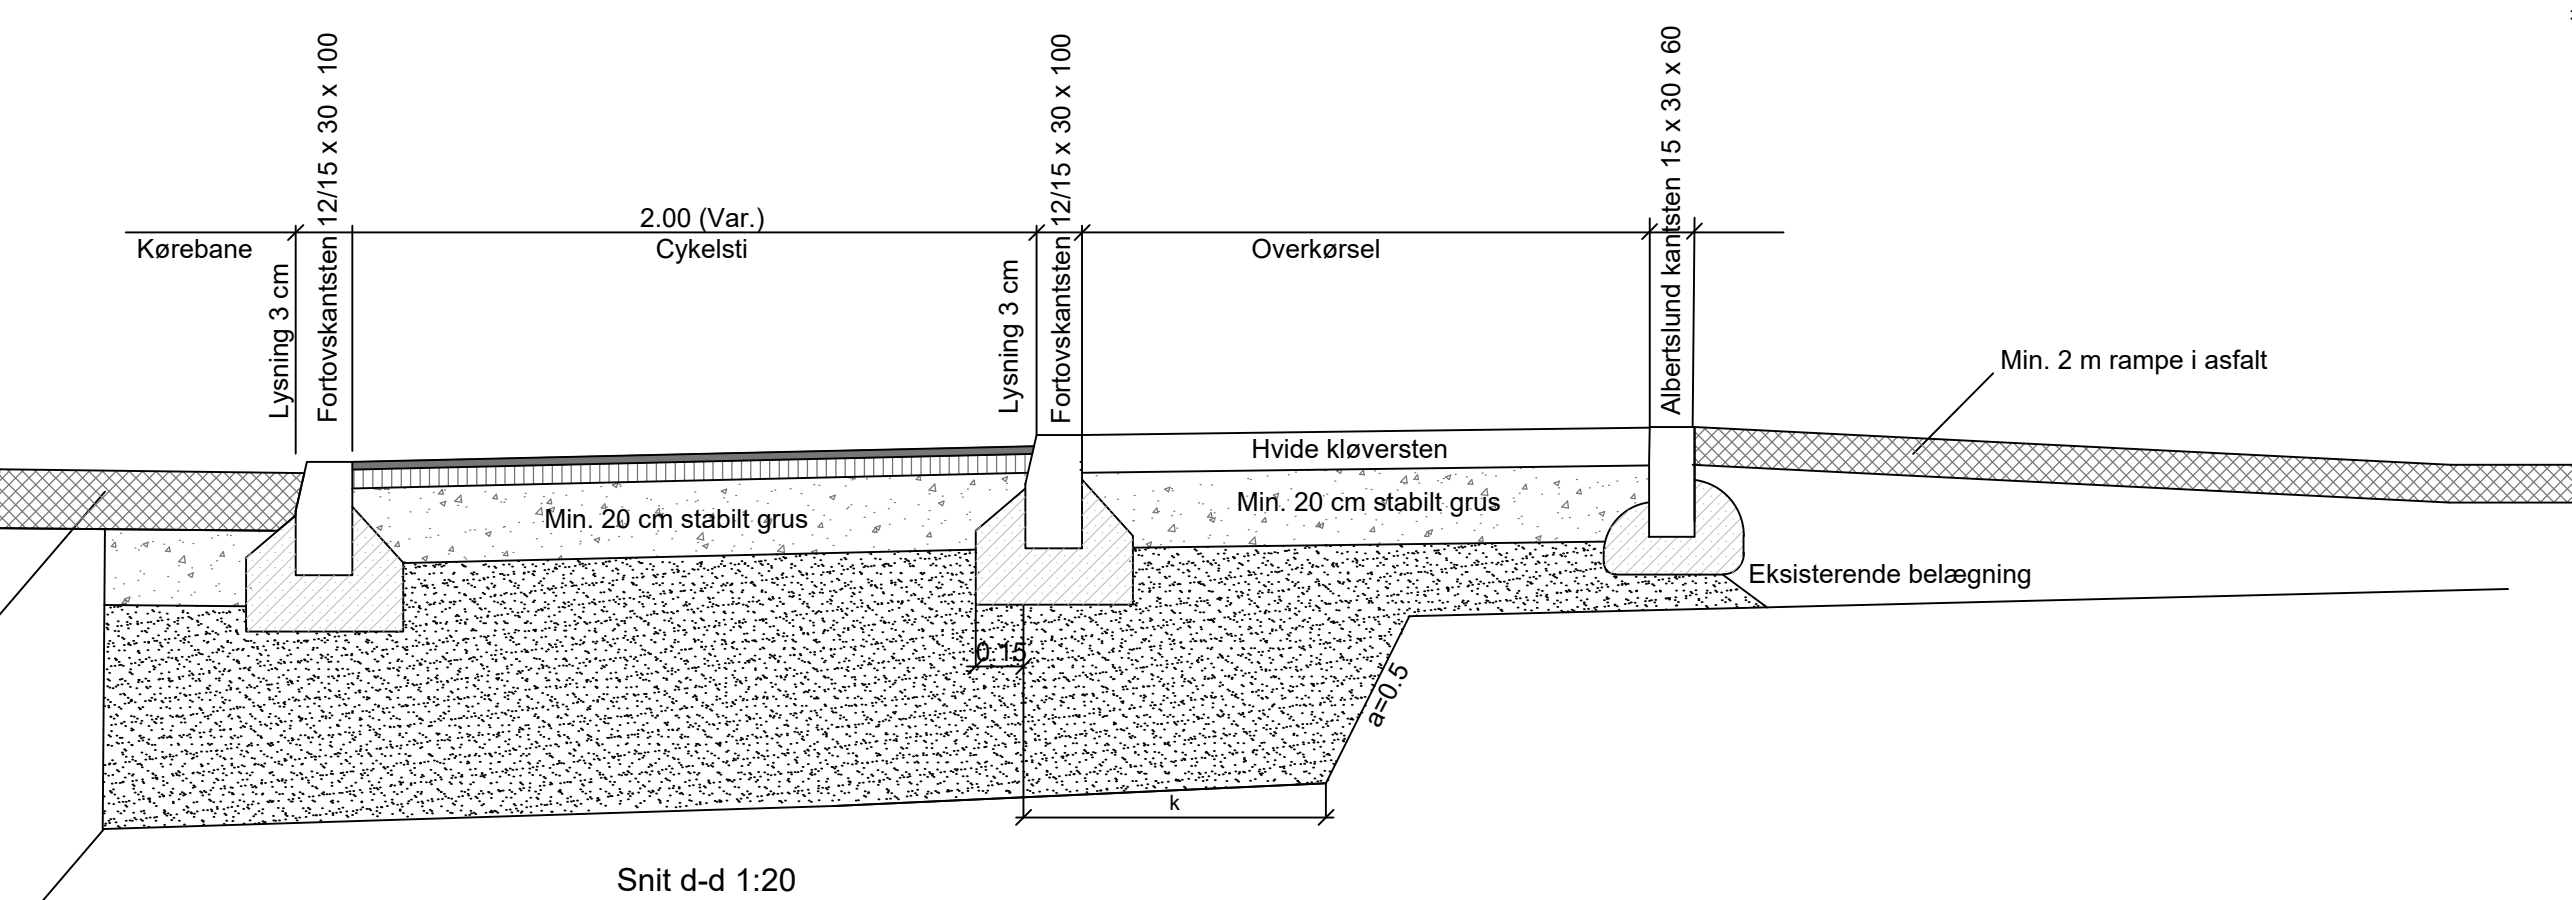 Fortovskantsten 12/15 x 30 x 100
Fortovskantsten 12/15 x 30 x 100
Albertslund kantsten 15 x 30 x 60
2.00 (Var.)
Kørebane
Cykelsti
Overkørsel
Lysning 3 cm
Lysning 3 cm
Min. 2 m rampe i asfalt
Hvide kløversten
Min. 20 cm stabilt grus
Min. 20 cm stabilt grus
Eksisterende belægning
0.15
a=0.5
k
Snit d-d 1:20